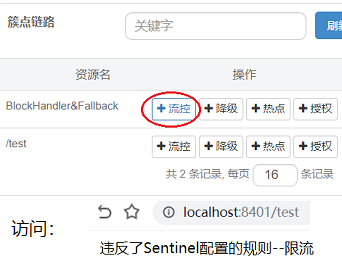 簇点链路 关键字 刷新
资源名 操作
BlockHandler&Fallback +流控 +降级 +热点 +授权
/test +流控 +降级 +热点 +授权
共 2 条记录, 每页 16 条记录
访问: localhost:8401/test
违反了Sentinel配置的规则--限流